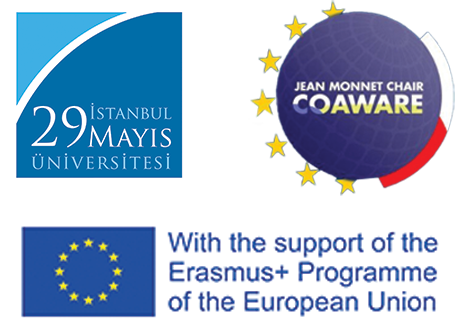 İSTANBUL
29 MAYIS
ÜNİVERSİTESİ
JEAN MONNET CHAIR
COAWARE
With the support of the
Erasmus+ Programme
of the European Union